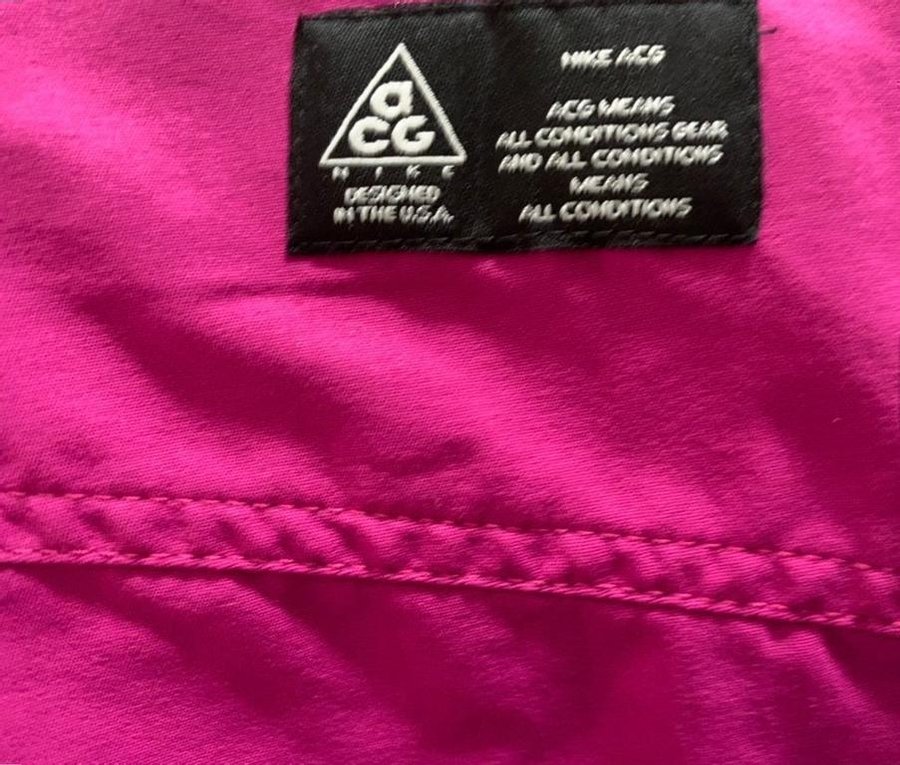 aCG
NIKE
DESIGNED
IN THE U.S.A.
NIKE ACG
ACG MEANS
ALL CONDITIONS GEAR
AND ALL CONDITIONS
MEANS
ALL CONDITIONS